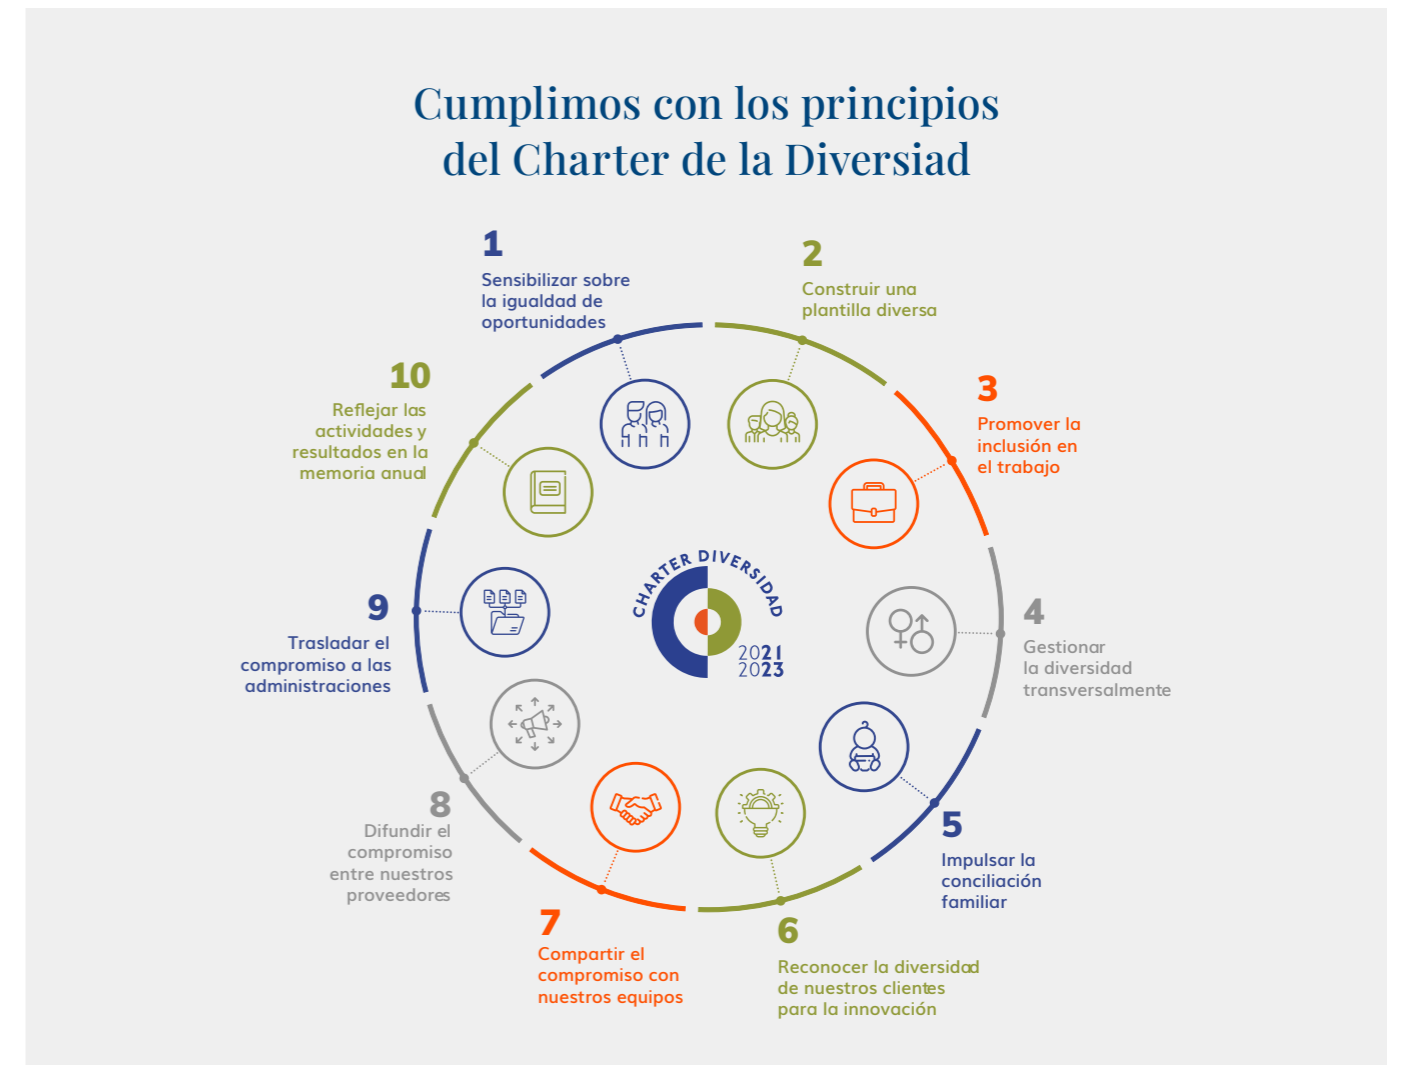 Cumplimos con los principios
del Charter de la Diversiad
1
Sensibilizar sobre
la igualdad de
oportunidades
2
Construir una
plantilla diversa
3
Promover la
inclusión en
el trabajo
4
Gestionar
la diversidad
transversalmente
5
Impulsar la
conciliación
familiar
6
Reconocer la diversidad
de nuestros clientes
para la innovación
7
Compartir el
compromiso con
nuestros equipos
8
Difundir el
compromiso
entre nuestros
proveedores
9
Trasladar el
compromiso a las
administraciones
10
Reflejar las
actividades y
resultados en la
memoria anual
CHARTER DIVERSIDAD
2021
2023